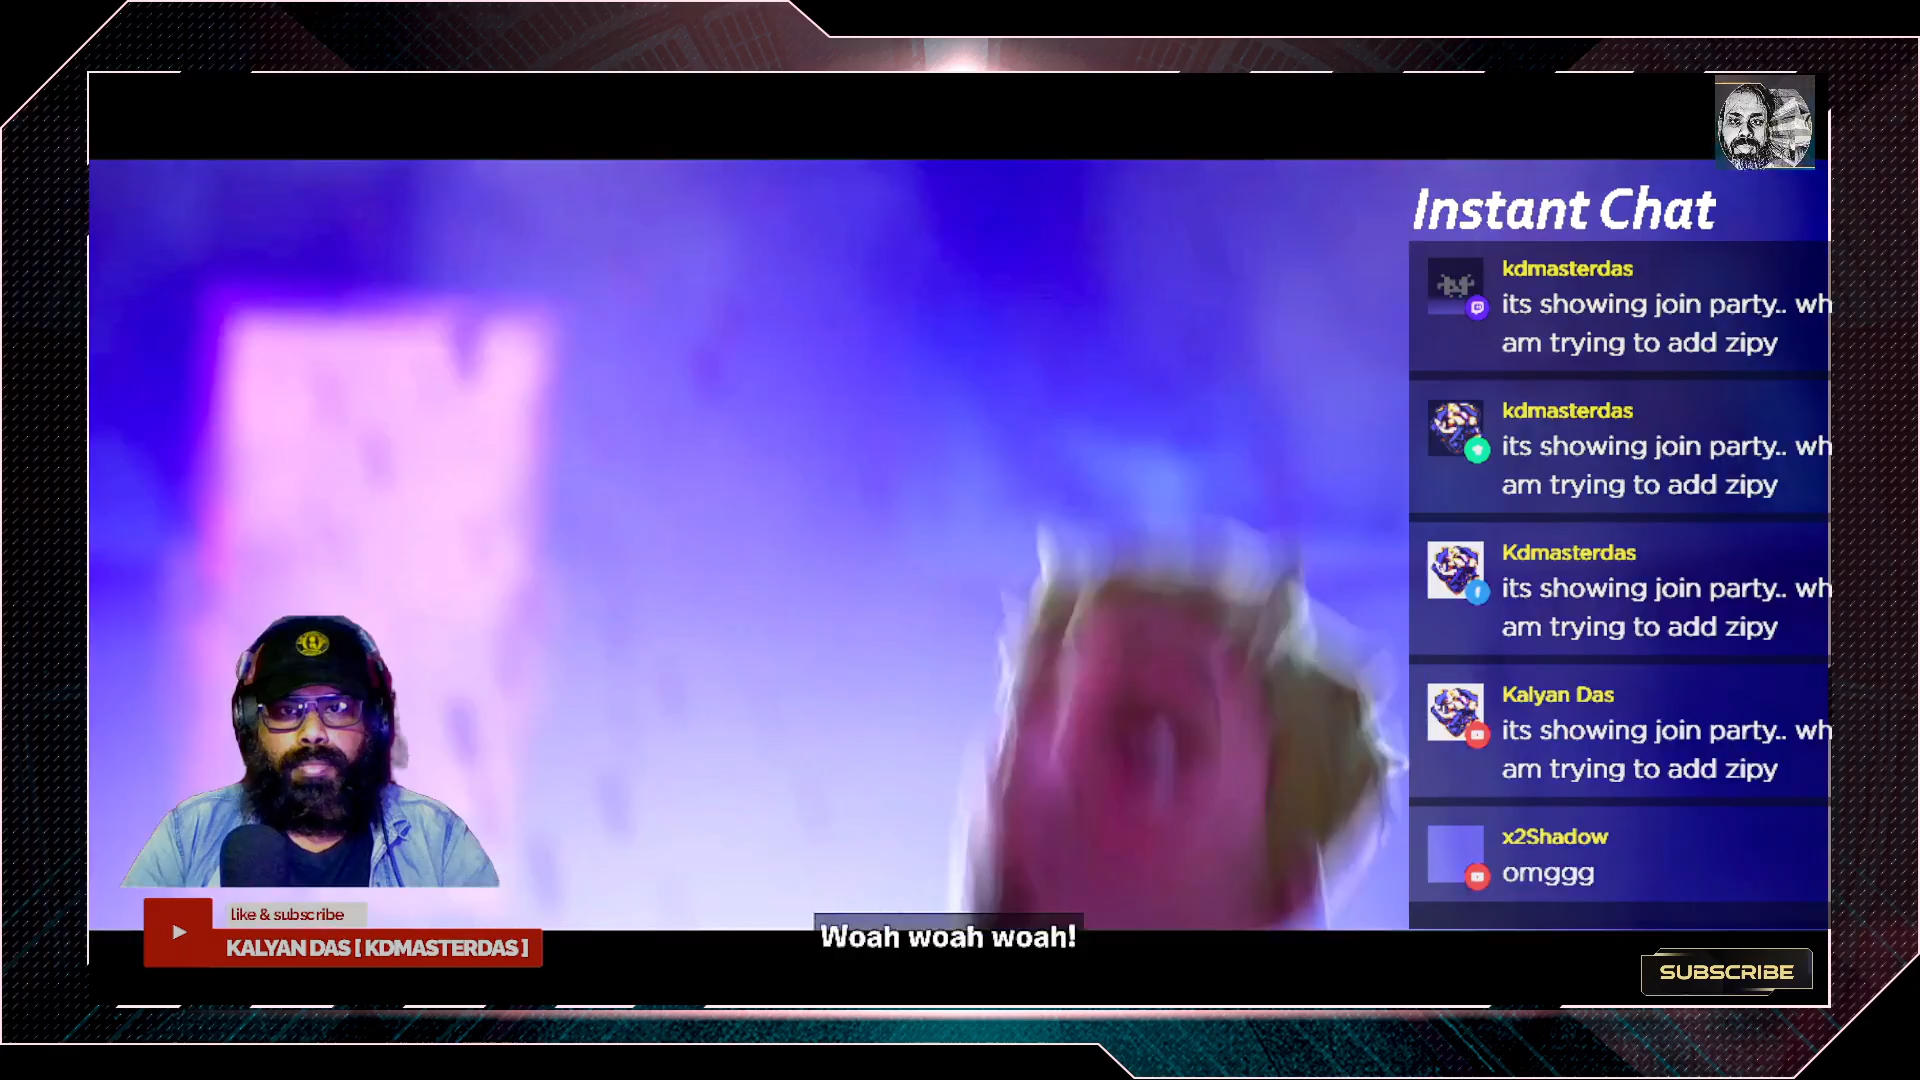 Instant Chat
kdmasterdas
its showing join party.. wh
am trying to add zipy
kdmasterdas
its showing join party.. wh
am trying to add zipy
Kdmasterdas
its showing join party.. wh
am trying to add zipy
Kalyan Das
its showing join party.. wh
am trying to add zipy
x2Shadow
omggg
like & subscribe
KALYAN DAS [ KDMASTERDAS ]
Woah woah woah!
SUBSCRIBE